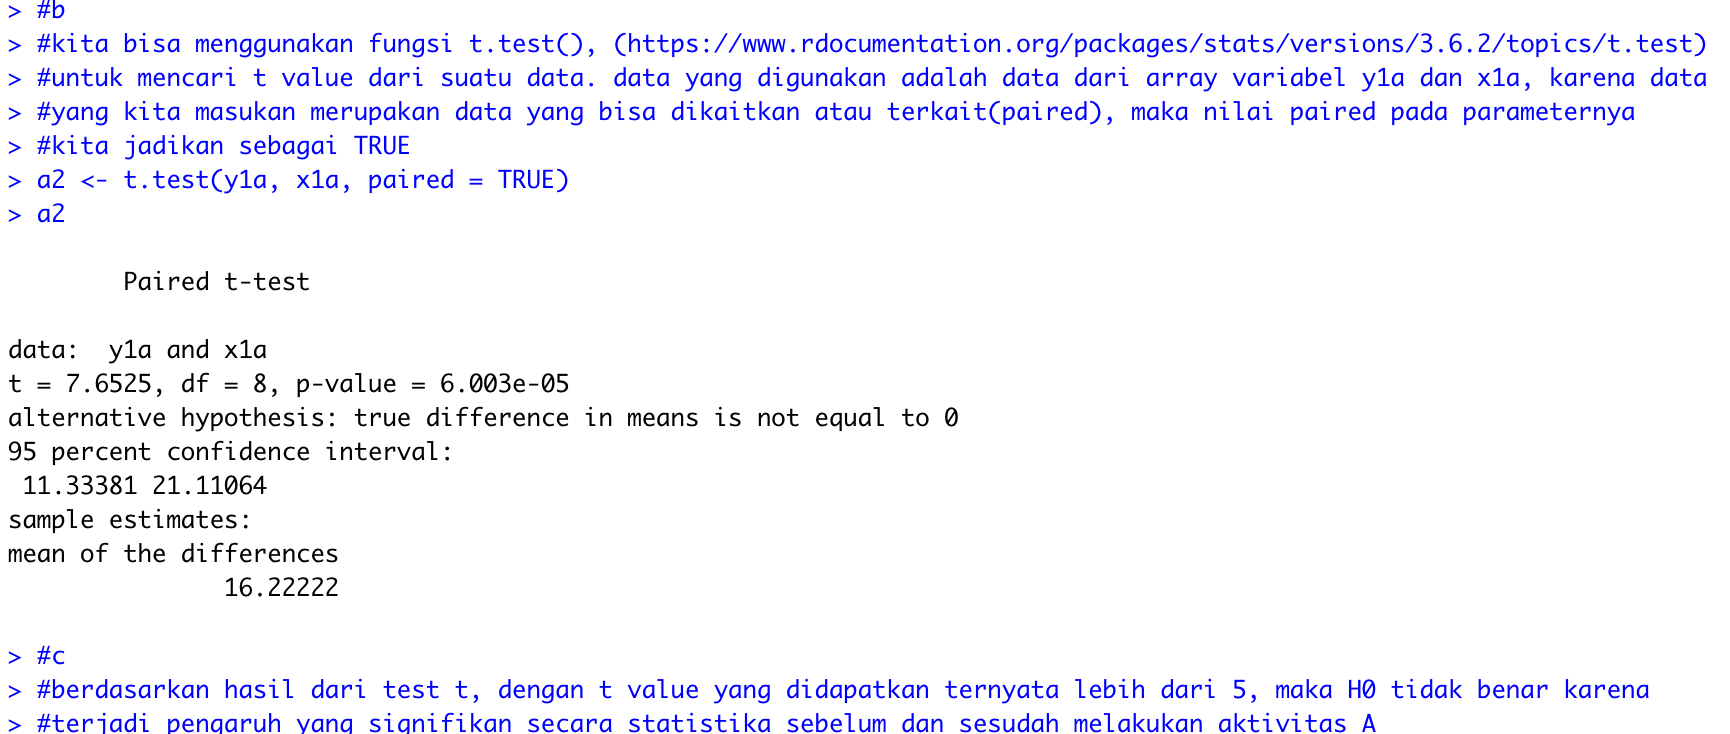 > #b
> #kita bisa menggunakan fungsi t.test(), (https://www.rdocumentation.org/packages/stats/versions/3.6.2/topics/t.test)
> #untuk mencari t value dari suatu data. data yang digunakan adalah data dari array variabel y1a dan x1a, karena data
> #yang kita masukan merupakan data yang bisa dikaitkan atau terkait(paired), maka nilai paired pada parameternya
> #kita jadikan sebagai TRUE
> a2 <- t.test(y1a, x1a, paired = TRUE)
> a2
Paired t-test
data:  y1a and x1a
t = 7.6525, df = 8, p-value = 6.003e-05
alternative hypothesis: true difference in means is not equal to 0
95 percent confidence interval:
 11.33381 21.11064
sample estimates:
mean of the differences
16.22222
> #c
> #berdasarkan hasil dari test t, dengan t value yang didapatkan ternyata lebih dari 5, maka H0 tidak benar karena
> #terjadi pengaruh yang signifikan secara statistika sebelum dan sesudah melakukan aktivitas A